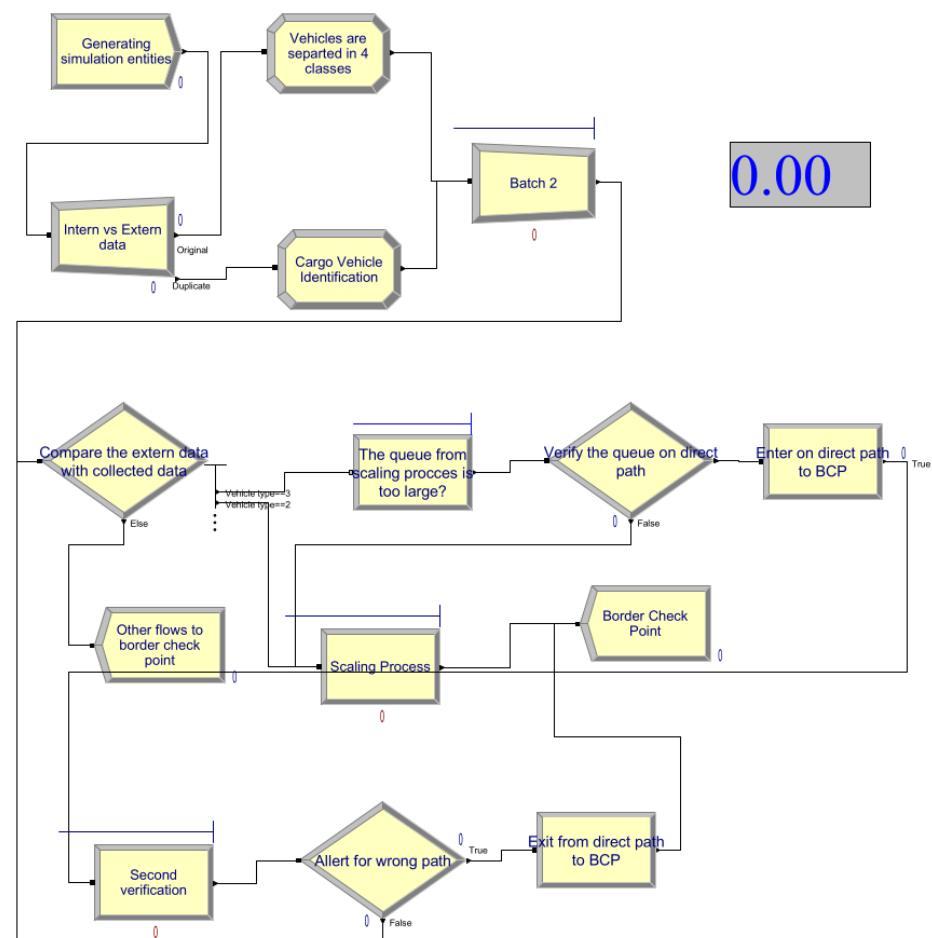 Generating
simulation entities
0
Vehicles are
separted in 4
classes
Batch 2
0
0.00
Intern vs Extern
data
0
Original
0
Duplicate
Cargo Vehicle
Identification
Compare the extern data
with collected data
Vehicle type==3
Vehicle type==2
Else
The queue from
scaling procces is
too large?
Verify the queue on direct
path
0
False
Enter on direct path
to BCP
0
True
Other flows to
border check
point
0
Scaling Process
0
Border Check
Point
0
Second
verification
0
Allert for wrong path
0
True
0
False
Exit from direct path
to BCP